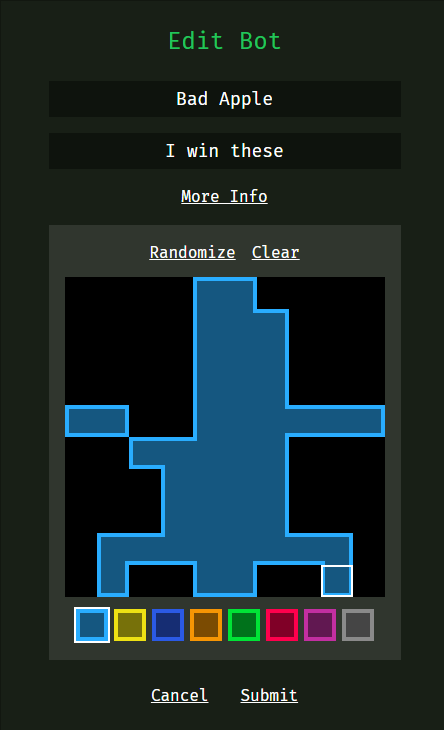 Edit Bot
Bad Apple
I win these
More Info
Randomize Clear
Cancel Submit